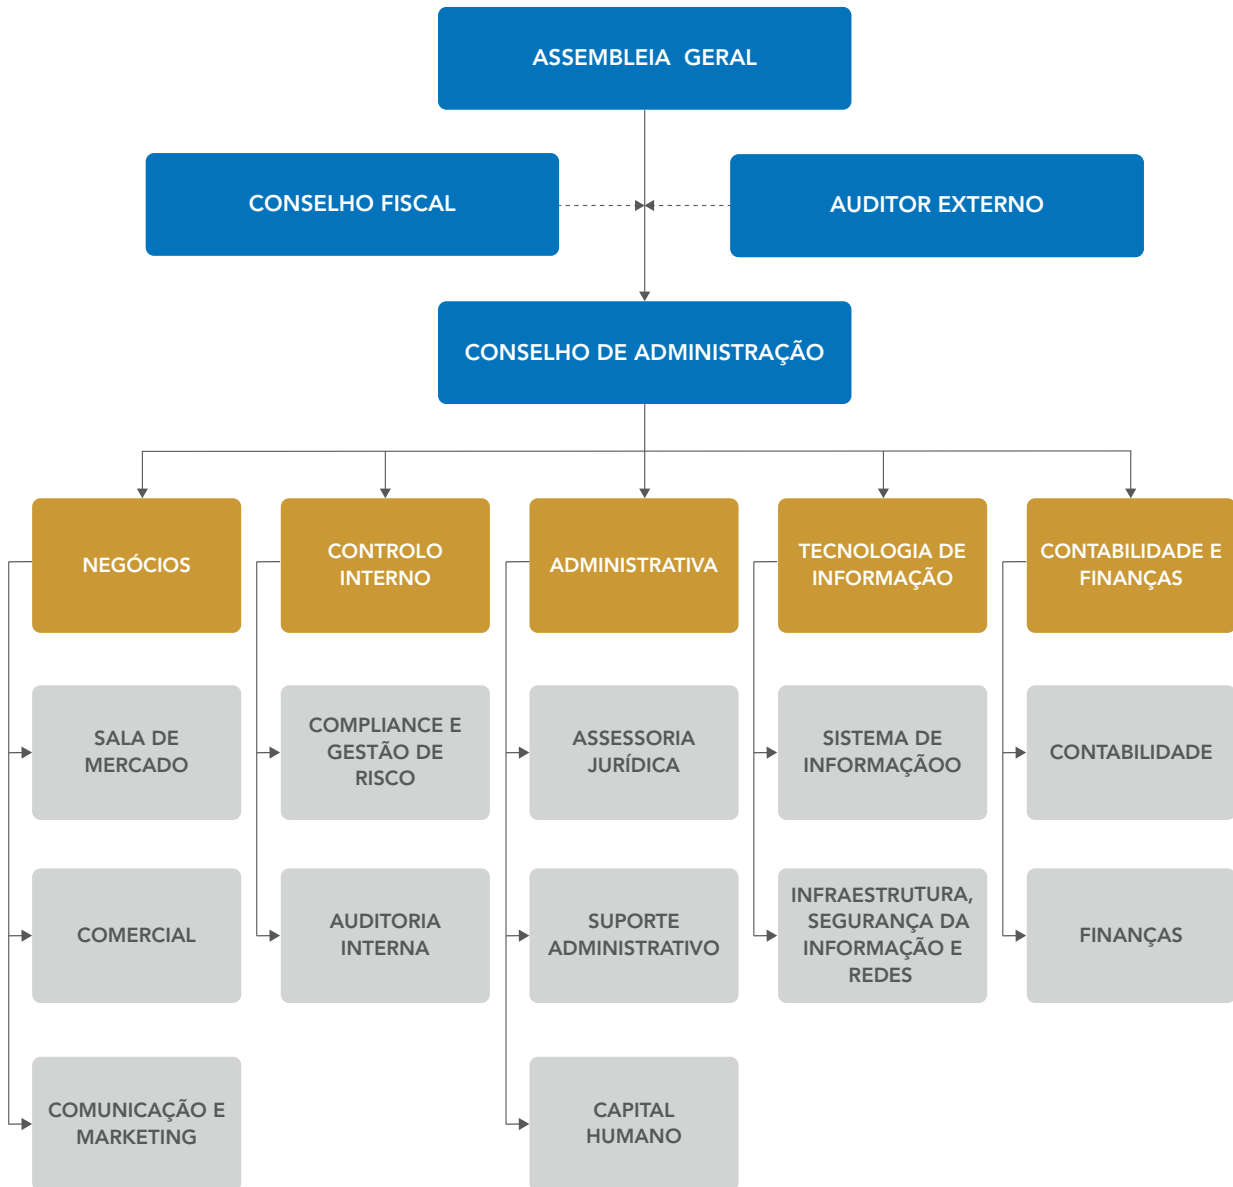 ASSEMBLEIA GERAL
CONSELHO FISCAL
AUDITOR EXTERNO
CONSELHO DE ADMINISTRAÇÃO
NEGÓCIOS
CONTROLO
INTERNO
ADMINISTRATIVA
TECNOLOGIA DE
INFORMAÇÃO
CONTABILIDADE E
FINANÇAS
SALA DE
MERCADO
COMPLIANCE E
GESTÃO DE
RISCO
ASSESSORIA
JURÍDICA
SISTEMA DE
INFORMAÇÃOO
CONTABILIDADE
COMERCIAL
AUDITORIA
INTERNA
SUPORTE
ADMINISTRATIVO
INFRAESTRUTURA,
SEGURANÇA DA
INFORMAÇÃO E
REDES
FINANÇAS
COMUNICAÇÃO E
MARKETING
CAPITAL
HUMANO